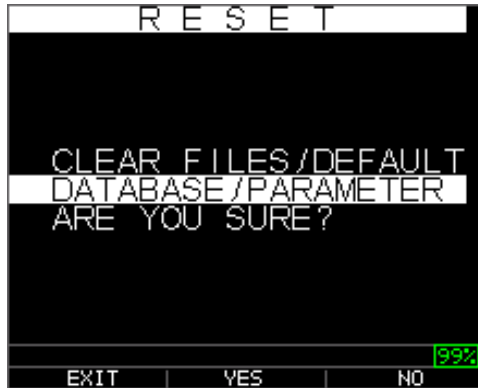 RESET
CLEAR FILES/DEFAULT
DATABASE/PARAMETER
ARE YOU SURE?
99%
EXIT | YES | NO